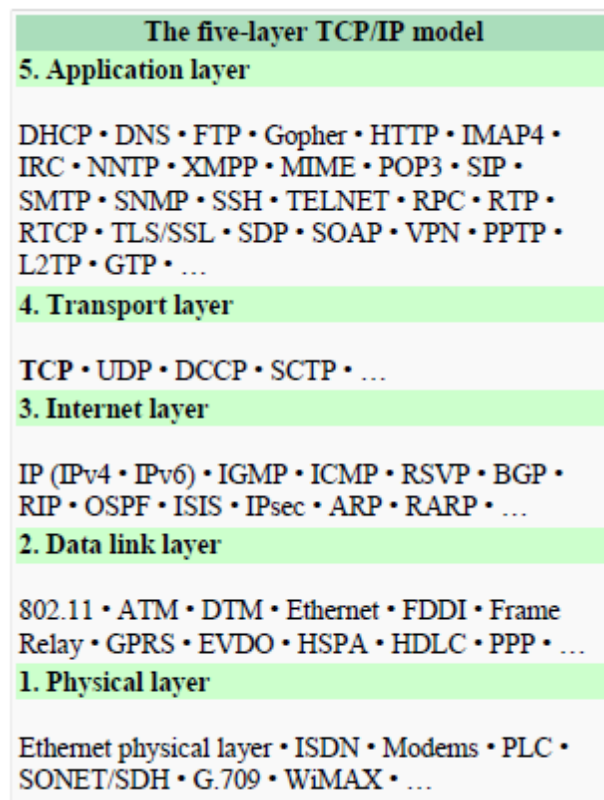 The five-layer TCP/IP model
5. Application layer
DHCP • DNS • FTP • Gopher • HTTP • IMAP4 •
IRC • NNTP • XMPP • MIME • POP3 • SIP •
SMTP • SNMP • SSH • TELNET • RPC • RTP •
RTCP • TLS/SSL • SDP • SOAP • VPN • PPTP •
L2TP • GTP • …
4. Transport layer
TCP • UDP • DCCP • SCTP • …
3. Internet layer
IP (IPv4 • IPv6) • IGMP • ICMP • RSVP • BGP •
RIP • OSPF • ISIS • IPsec • ARP • RARP • …
2. Data link layer
802.11 • ATM • DTM • Ethernet • FDDI • Frame
Relay • GPRS • EVDO • HSPA • HDLC • PPP • …
1. Physical layer
Ethernet physical layer • ISDN • Modems • PLC •
SONET/SDH • G.709 • WiMAX • …